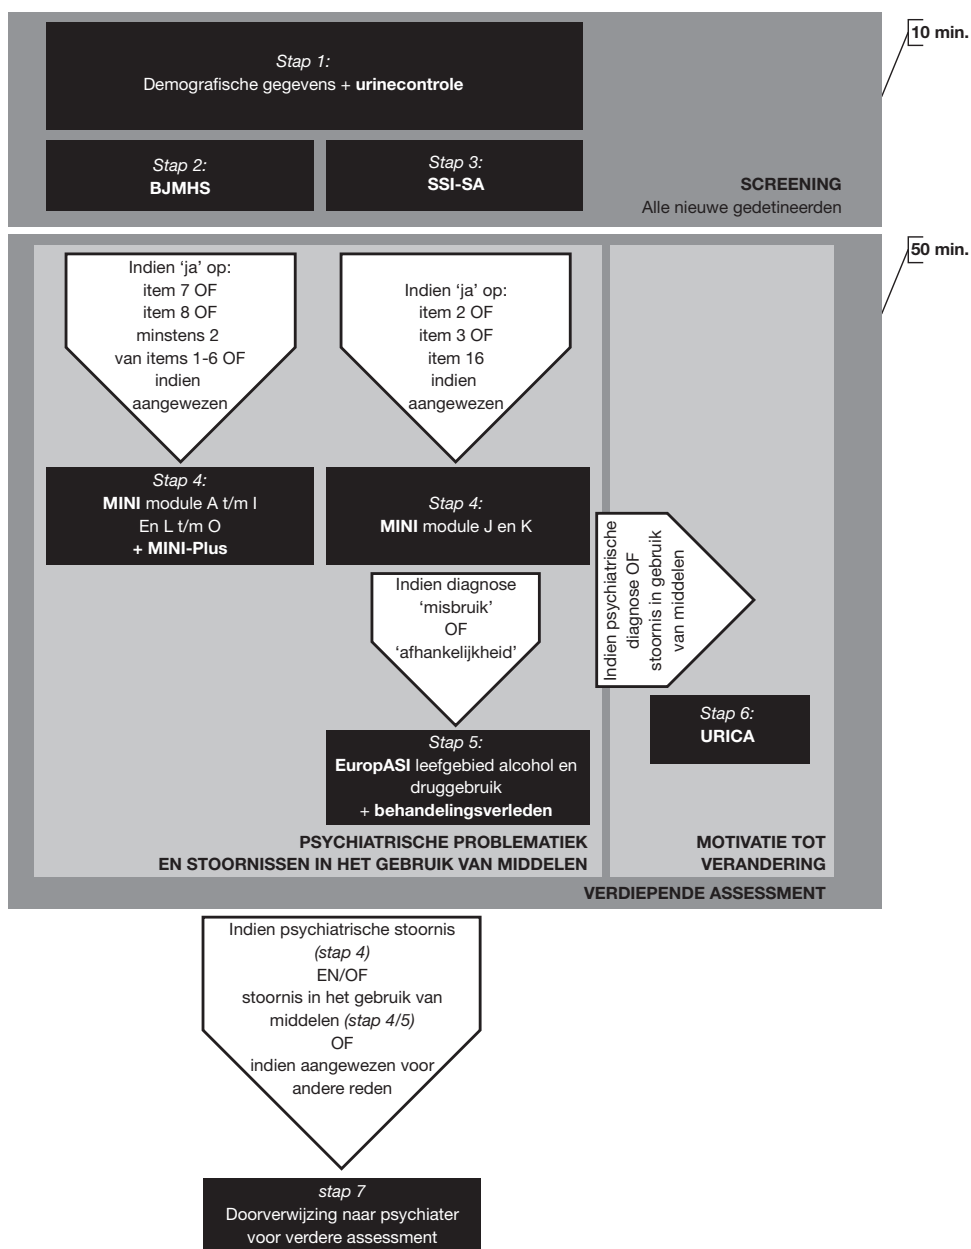 10 min.
Stap 1:
Demografische gegevens + urinecontrole
Stap 2:
BJMHS
Stap 3:
SSI-SA
SCREENING
Alle nieuwe gedetineerden
50 min.
Indien ‘ja’ op:
item 7 OF
item 8 OF
minstens 2
van items 1-6 OF
indien
aangewezen
Indien ‘ja’ op:
item 2 OF
item 3 OF
item 16
indien
aangewezen
Stap 4:
MINI module A t/m I
En L t/m O
+ MINI-Plus
Stap 4:
MINI module J en K
Indien diagnose
‘misbruik’
OF
‘afhankelijkheid’
Indien psychiatrische
diagnose OF
stoornis in gebruik
van middelen
Stap 5:
EuropASI leefgebied alcohol en
druggebruik
+ behandelingsverleden
Stap 6:
URICA
PSYCHIATRISCHE PROBLEMATIEK
EN STOORNISSEN IN HET GEBRUIK VAN MIDDELEN
MOTIVATIE TOT
VERANDERING
VERDIEPENDE ASSESSMENT
Indien psychiatrische stoornis
(stap 4)
EN/OF
stoornis in het gebruik van
middelen (stap 4/5)
OF
indien aangewezen voor
andere reden
stap 7
Doorverwijzing naar psychiater
voor verdere assessment